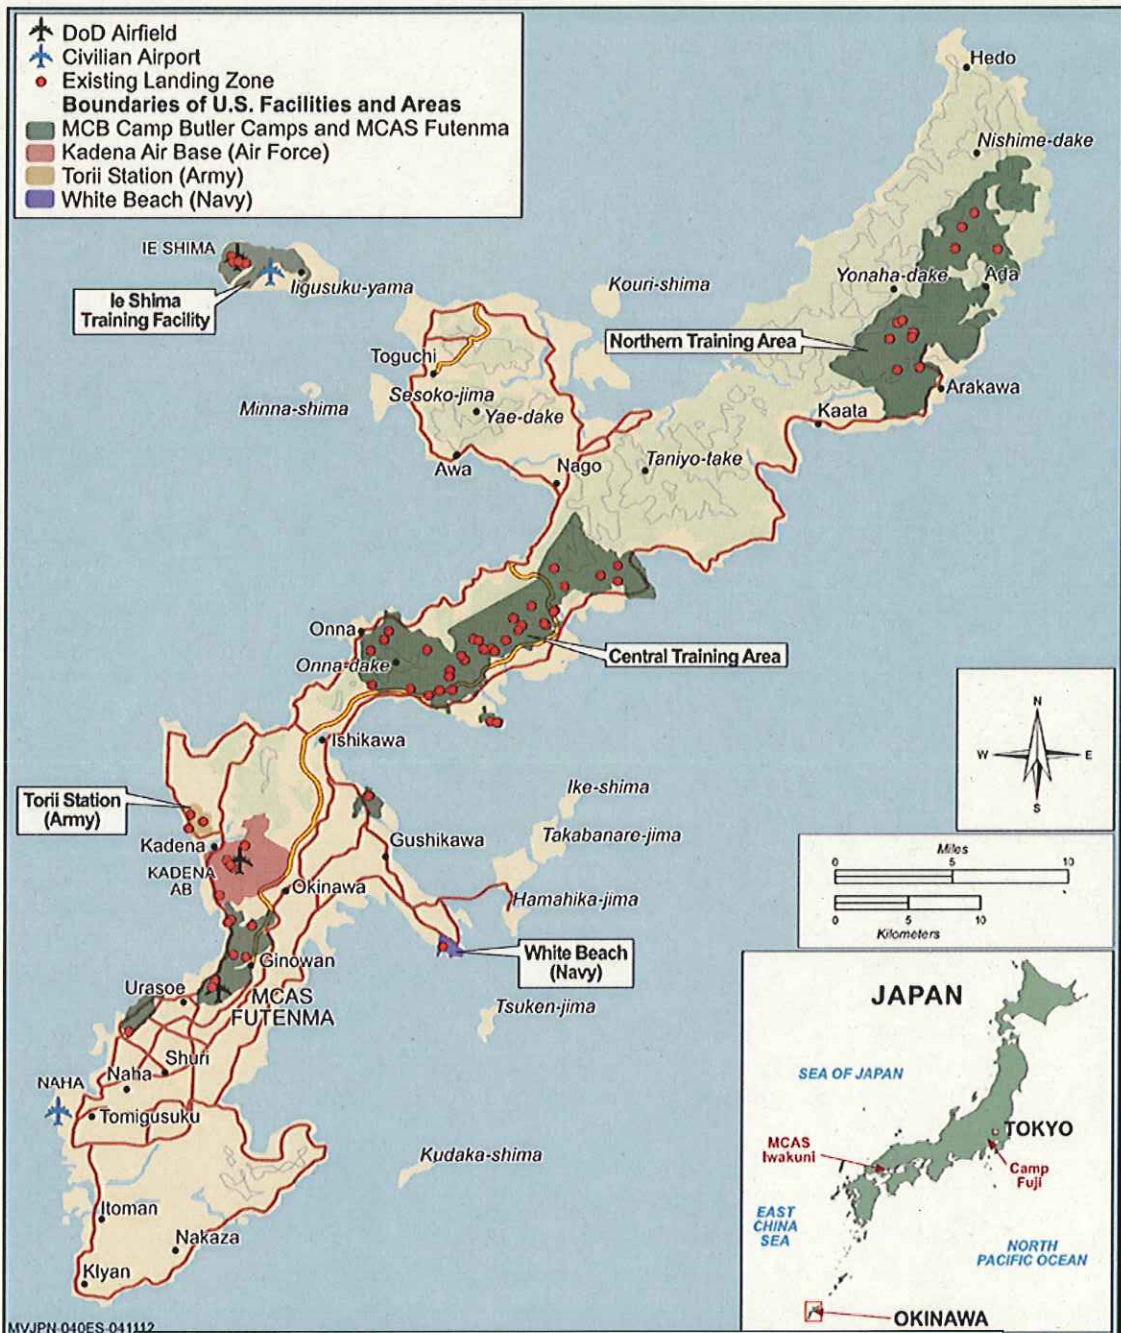 DoD Airfield
Civilian Airport
Existing Landing Zone
Boundaries of U.S. Facilities and Areas
MCB Camp Butler Camps and MCAS Futenma
Kadena Air Base (Air Force)
Torii Station (Army)
White Beach (Navy)
Hedo
Nishime-dake
IE SHIMA
Iigusuku-yama
Ie Shima
Training Facility
Kouri-shima
Yonaha-dake
Ada
Northern Training Area
Toguchi
Sesoko-jima
Minna-shima
Yae-dake
Arakawa
Kaata
Awa
Nago
Taniyo-take
Onna
Onna-dake
Central Training Area
Ishikawa
N
W
E
S
Torii Station
(Army)
Ike-shima
Takabanare-jima
Kadena
KADENA
AB
Gushikawa
Okinawa
Hamahika-jima
Miles
0
5
10
0
5
10
Kilometers
White Beach
(Navy)
Ginowan
Urasoe
MCAS
FUTENMA
Tsuken-jima
Shuri
Naha
NAHA
Tomigusuku
Kudaka-shima
Itoman
Nakaza
Klyan
JAPAN
SEA OF JAPAN
TOKYO
MCAS
Iwakuni
Camp
Fuji
EAST
CHINA
SEA
NORTH
PACIFIC OCEAN
OKINAWA
MVJPN-040ES-041112